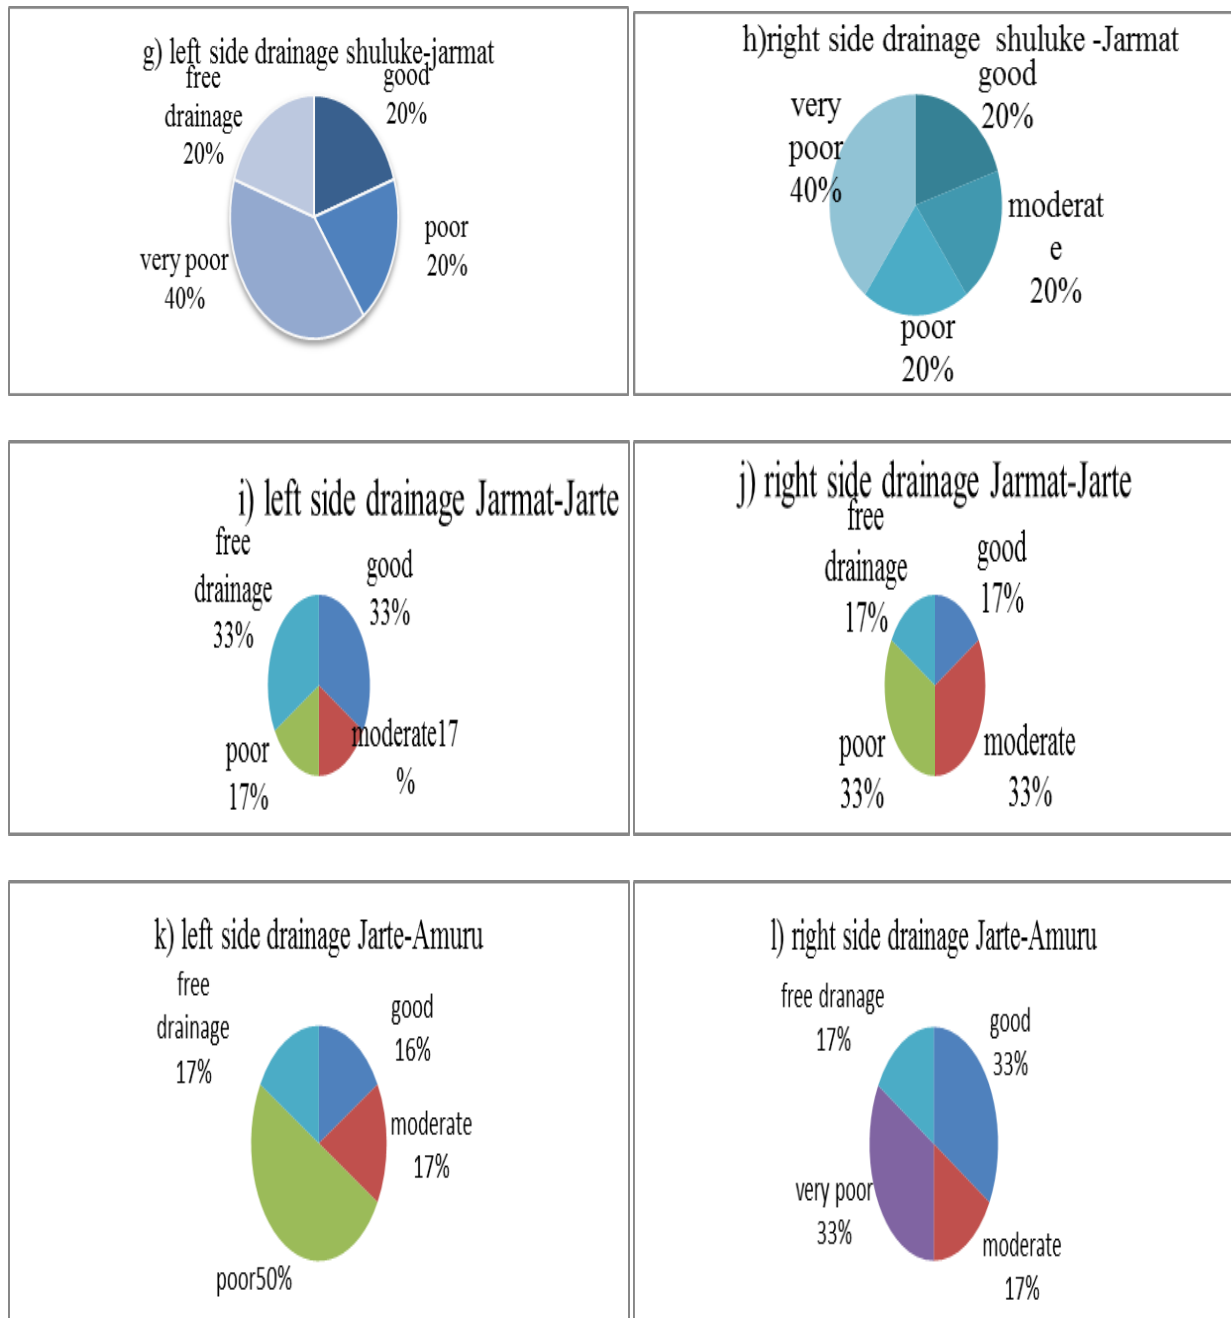 g) left side drainage shuluke-jarmat
free
drainage
20%
good
20%
poor
20%
very poor
40%
h)right side drainage shuluke -Jarmat
good
20%
very
poor
40%
moderat
e
20%
poor
20%
i) left side drainage Jarmat-Jarte
free
drainage
33%
good
33%
moderate17
%
poor
17%
j) right side drainage Jarmat-Jarte
free
drainage
17%
good
17%
moderate
33%
poor
33%
k) left side drainage Jarte-Amuru
free
drainage
17%
good
16%
moderate
17%
poor50%
l) right side drainage Jarte-Amuru
free dranage
17%
good
33%
very poor
33%
moderate
17%